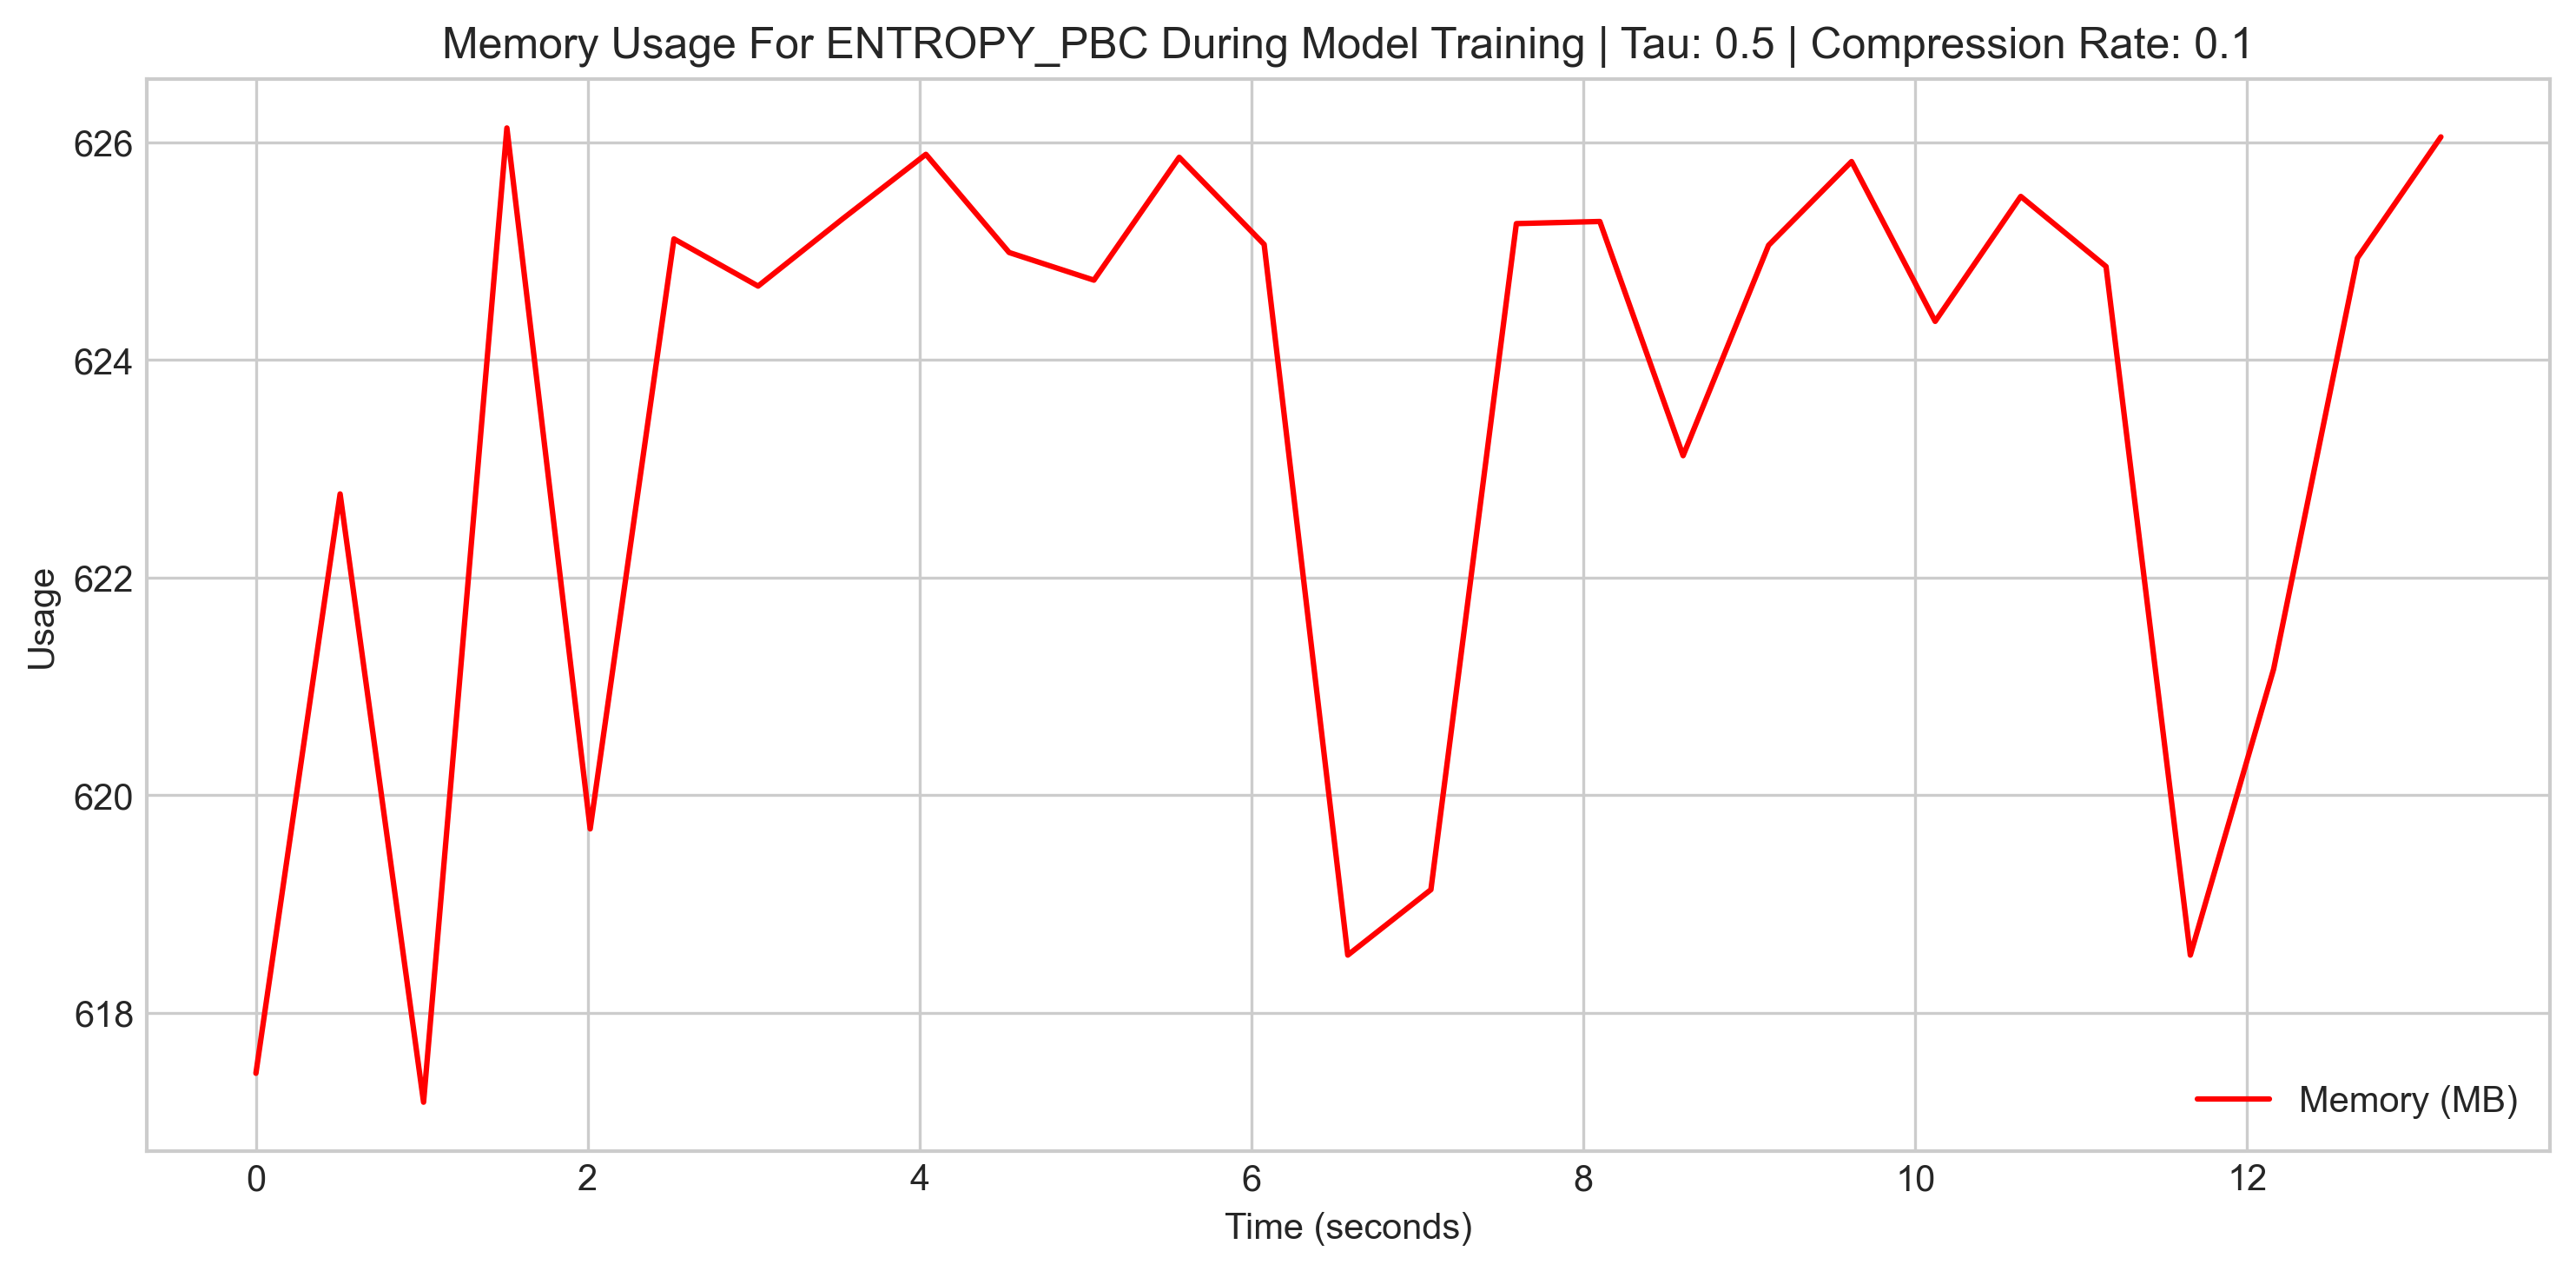 Memory Usage For ENTROPY_PBC During Model Training | Tau: 0.5 | Compression Rate: 0.1
626
624
622
620
618
Usage
Memory (MB)
0 2 4 6 8 10 12
Time (seconds)